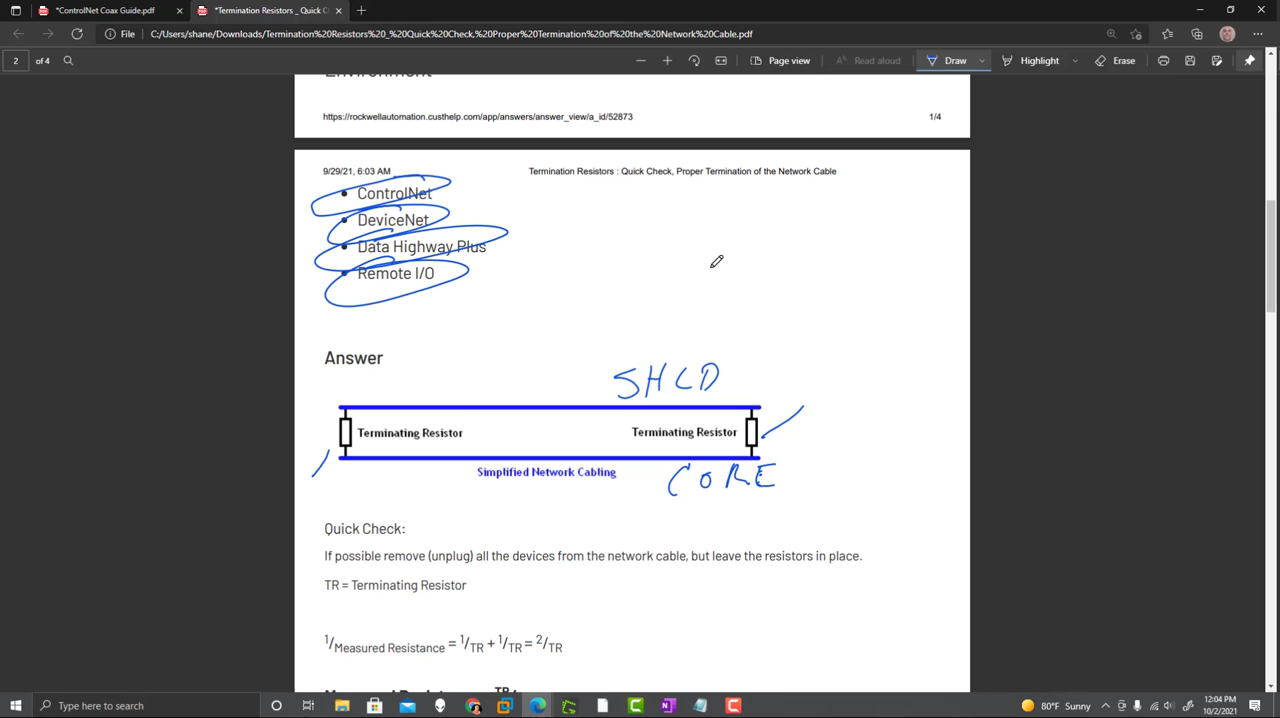 *ControlNet Coax Guide.pdf
*Termination Resistors _ Quick C
File
C:/Users/shane/Downloads/Termination%20Resistors%20_%20Quick%20Check,%20Proper%20Termination%20of%20the%20Network%20Cable.pdf
2 of 4
Page view
Read aloud
Draw
Highlight
Erase
Environment
https://rockwellautomation.custhelp.com/app/answers/answer_view/a_id/52873
1/4
9/29/21, 6:03 AM
Termination Resistors : Quick Check, Proper Termination of the Network Cable
ControlNet
DeviceNet
Data Highway Plus
Remote I/O
Answer
SHLD
Terminating Resistor
Terminating Resistor
Simplified Network Cabling
CORE
Quick Check:
If possible remove (unplug) all the devices from the network cable, but leave the resistors in place.
TR = Terminating Resistor
1/Measured Resistance = 1/TR + 1/TR = 2/TR
Type here to search
80°F Sunny
12:04 PM
10/2/2021